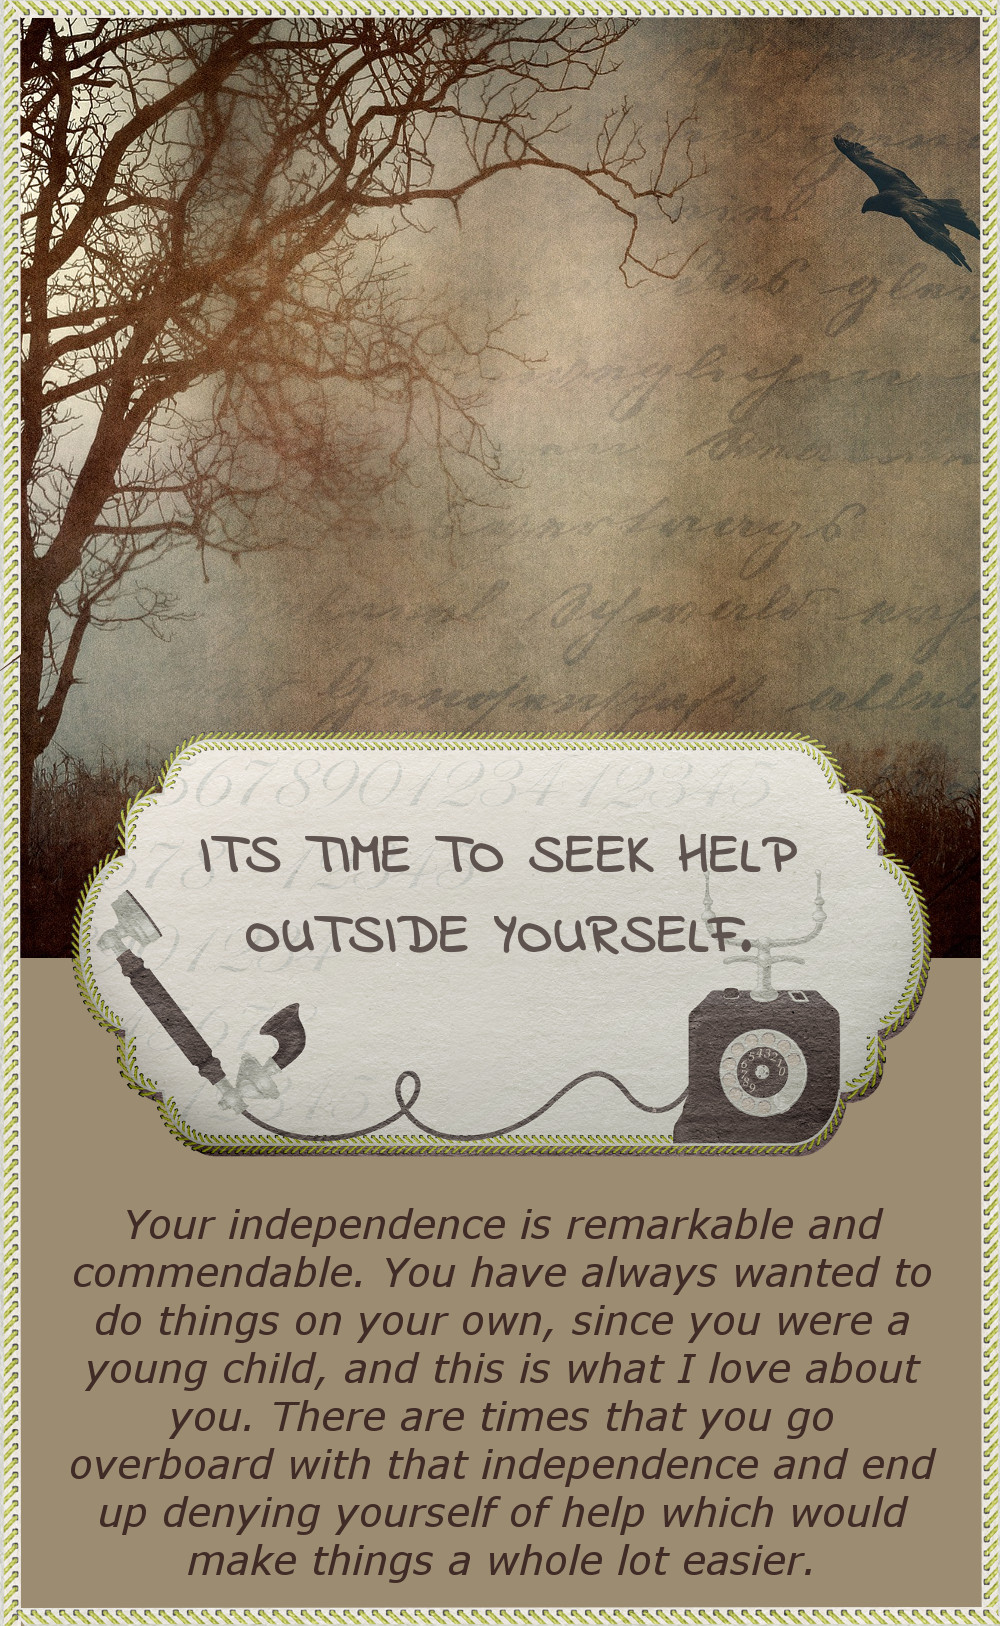 ITS TIME TO SEEK HELP
OUTSIDE YOURSELF.
Your independence is remarkable and
commendable. You have always wanted to
do things on your own, since you were a
young child, and this is what I love about
you. There are times that you go
overboard with that independence and end
up denying yourself of help which would
make things a whole lot easier.